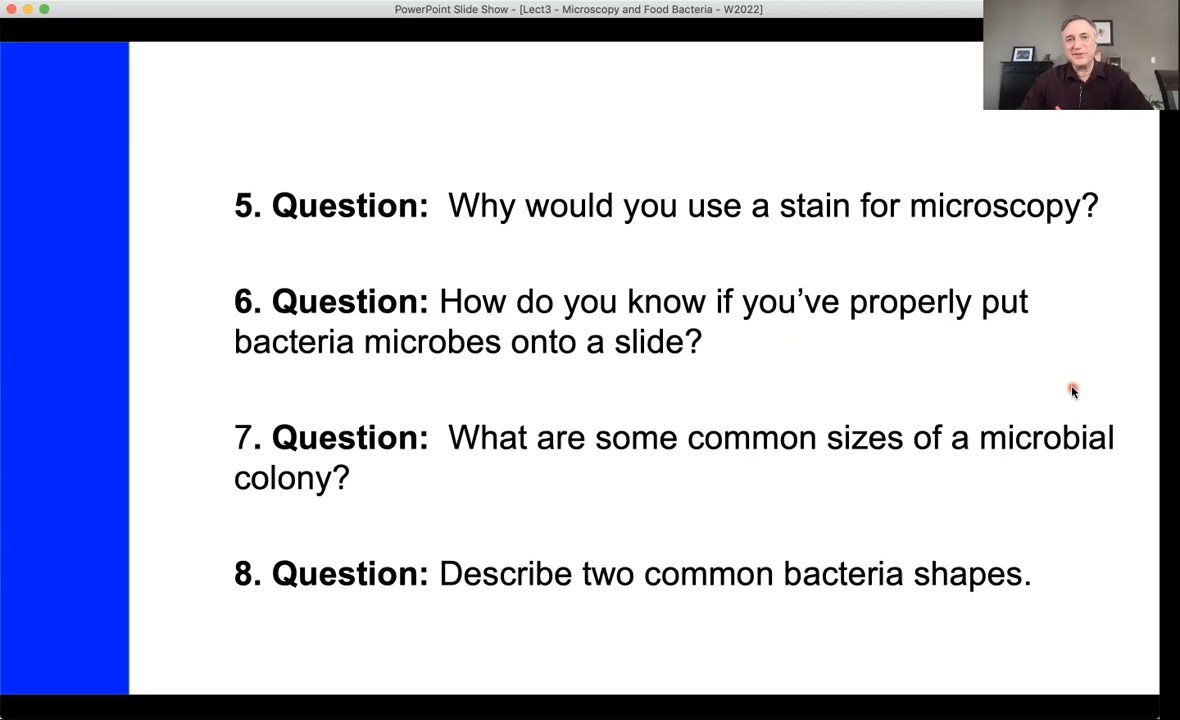 PowerPoint Slide Show - [Lect3 - Microscopy and Food Bacteria - W2022]
5. Question: Why would you use a stain for microscopy?
6. Question: How do you know if you’ve properly put
bacteria microbes onto a slide?
7. Question: What are some common sizes of a microbial
colony?
8. Question: Describe two common bacteria shapes.